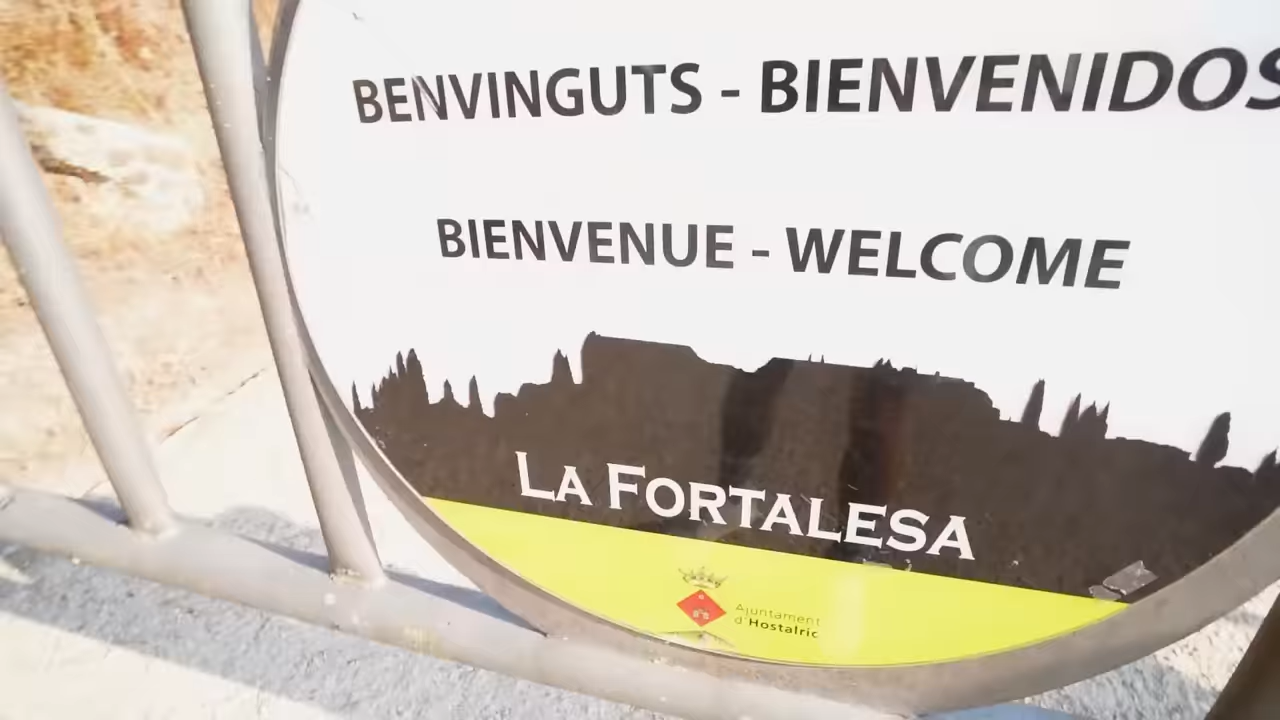 BENVINGUTS - BIENVENIDOS
BIENVENUE - WELCOME
LA FORTALESA
Ajuntament
d'Hostalric